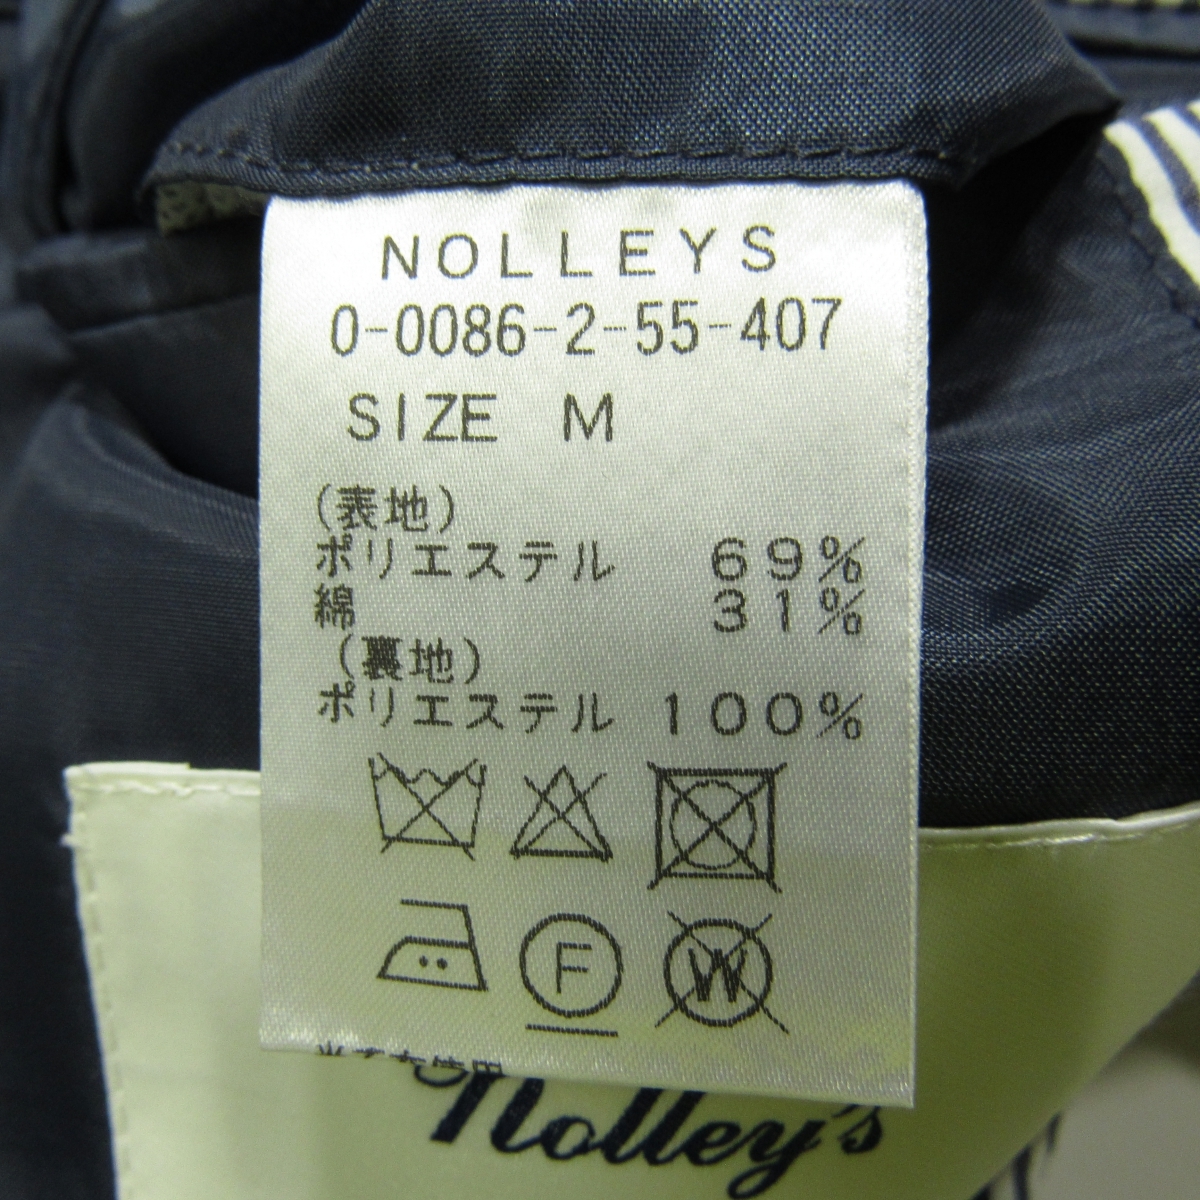 NOLLEYS
0-0086-2-55-407
SIZE M
(表地)
ポリエステル 69%
綿 31%
(裏地)
ポリエステル 100%
F
W
Nolley's